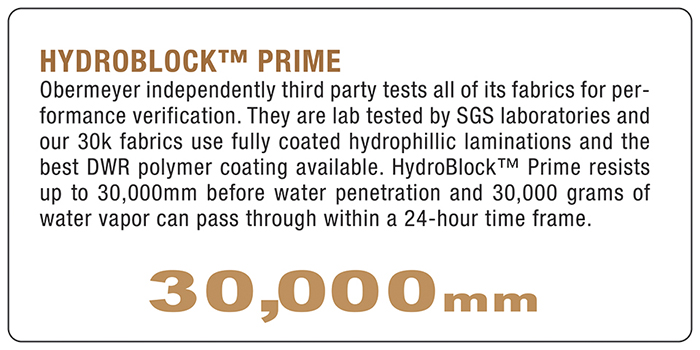 HYDROBLOCK™ PRIME
Obermeyer independently third party tests all of its fabrics for per-
formance verification. They are lab tested by SGS laboratories and
our 30k fabrics use fully coated hydrophillic laminations and the
best DWR polymer coating available. HydroBlock™ Prime resists
up to 30,000mm before water penetration and 30,000 grams of
water vapor can pass through within a 24-hour time frame.
30,000mm